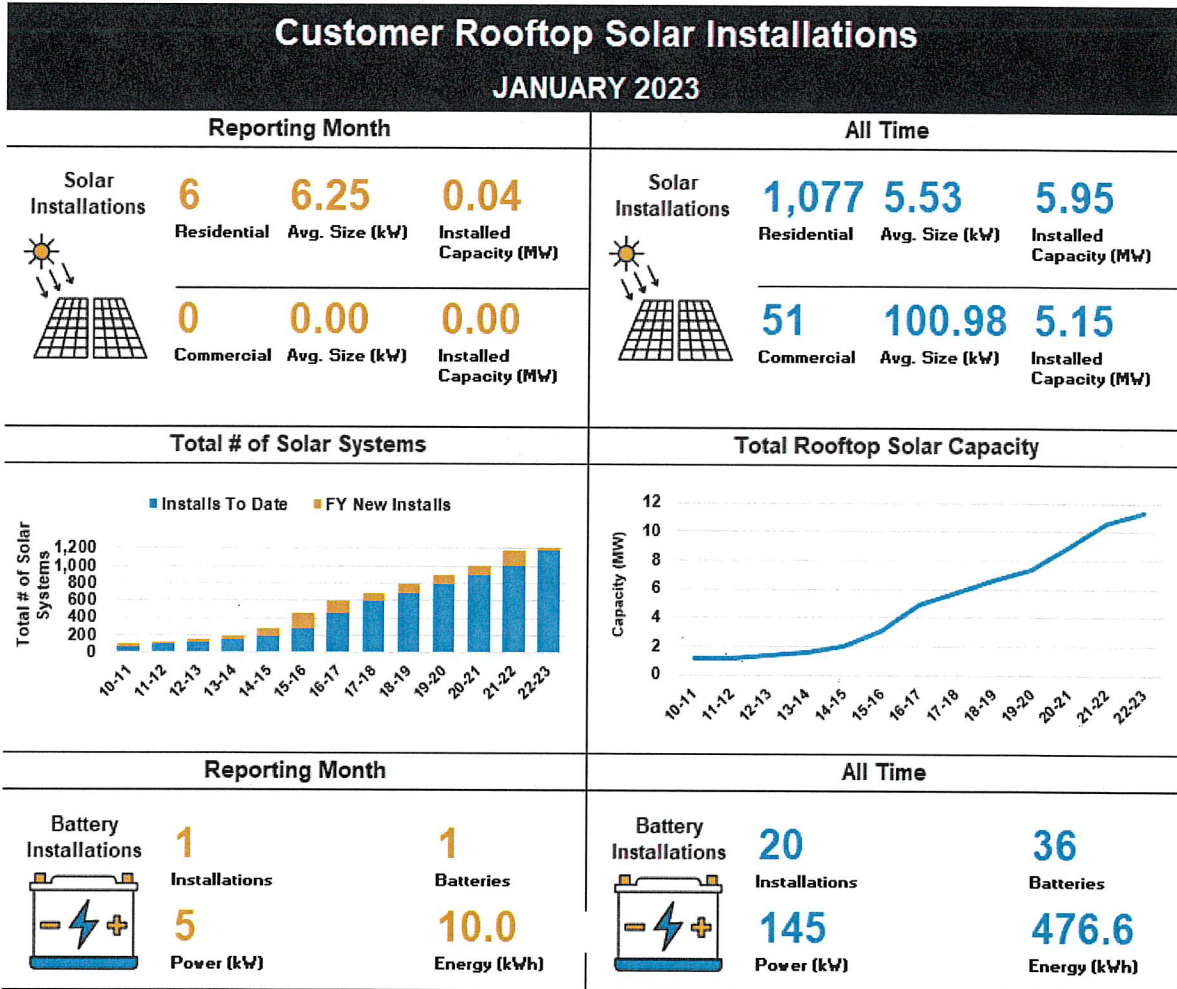 Customer Rooftop Solar Installations
JANUARY 2023
Reporting Month
Solar
Installations
6
6.25
0.04
Residential
Avg. Size (kW)
Installed
Capacity (MW)
0
0.00
0.00
Commercial
Avg. Size (kW)
Installed
Capacity (MW)
All Time
Solar
Installations
1,077
5.53
5.95
Residential
Avg. Size (kW)
Installed
Capacity (MW)
51
100.98
5.15
Commercial
Avg. Size (kW)
Installed
Capacity (MW)
Total # of Solar Systems
Installs To Date
FY New Installs
Total # of Solar
Systems
1,200
1,000
800
600
400
200
0
10-11
11-12
12-13
13-14
14-15
15-16
16-17
17-18
18-19
19-20
20-21
21-22
22-23
Total Rooftop Solar Capacity
Capacity (MW)
12
10
8
6
4
2
0
10-11
11-12
12-13
13-14
14-15
15-16
16-17
17-18
18-19
19-20
20-21
21-22
22-23
Reporting Month
Battery
Installations
1
1
Installations
Batteries
5
10.0
Power (kW)
Energy (kWh)
All Time
Battery
Installations
20
36
Installations
Batteries
145
476.6
Power (kW)
Energy (kWh)